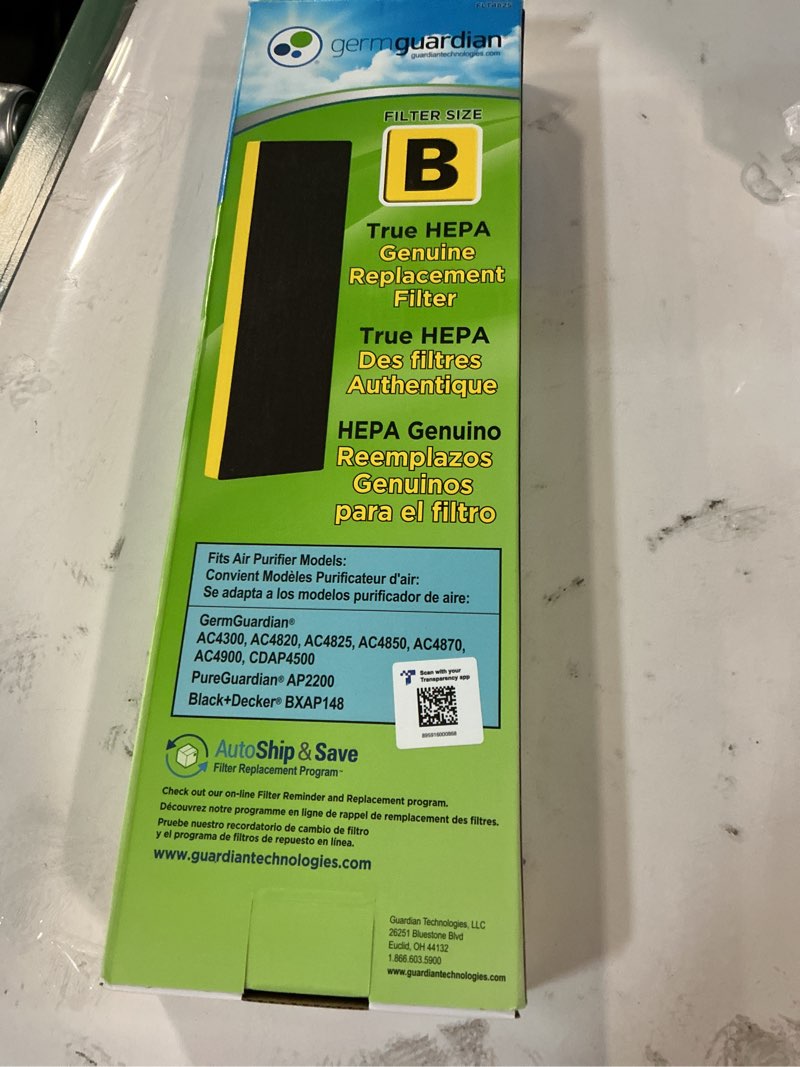 germguardian
®
guardiantechnologies.com
FILTER SIZE
B
True HEPA
Genuine
Replacement
Filter
True HEPA
Des filtres
Authentique
HEPA Genuino
Reemplazos
Genuinos
para el filtro
Fits Air Purifier Models:
Convient Modèles Purificateur d'air:
Se adapta a los modelos purificador de aire:
GermGuardian®
AC4300, AC4820, AC4825, AC4850, AC4870,
AC4900, CDAP4500
PureGuardian® AP2200
Black+Decker® BXAP148
Scan with your
Transparency app
AutoShip & Save
Filter Replacement Program™
Check out our on-line Filter Reminder and Replacement program.
Découvrez notre programme en ligne de rappel de remplacement des filtres.
Pruebe nuestro recordatorio de cambio de filtro
y el programa de filtros de repuesto en línea.
www.guardiantechnologies.com
Guardian Technologies, LLC
26251 Bluestone Blvd
Euclid, OH 44132
1.866.603.5900
www.guardiantechnologies.com